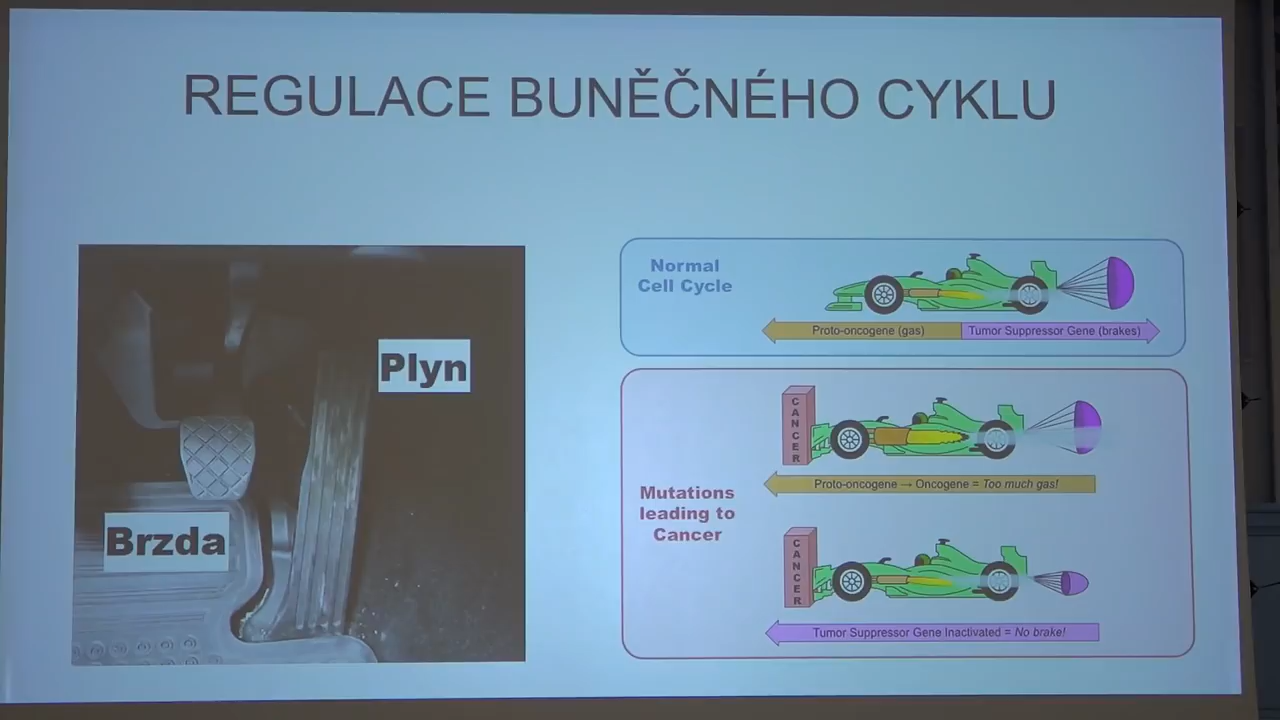 REGULACE BUNĚČNÉHO CYKLU
Plyn
Brzda
Normal
Cell Cycle
Proto-oncogene (gas)
Tumor Suppressor Gene (brakes)
Mutations
leading to
Cancer
CANCER
Proto-oncogene → Oncogene = Too much gas!
CANCER
Tumor Suppressor Gene Inactivated = No brake!